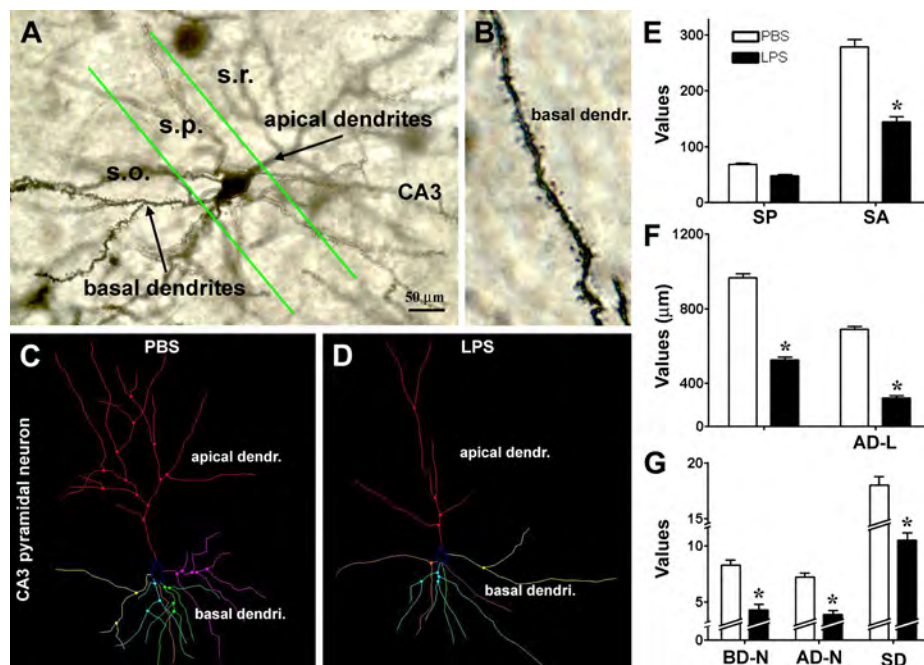 A
s.r.
s.p.
apical dendrites
s.o.
CA3
basal dendrites
50 µm
B
basal dendr.
C
PBS
apical dendr.
basal dendri.
CA3 pyramidal neuron
D
LPS
apical dendr.
basal dendri.
E
PBS
LPS
300
200
100
0
Values
*
SP
SA
F
1200
800
400
0
Values (µm)
*
*
AD-L
G
20
15
10
5
0
Values
*
*
*
BD-N
AD-N
SD